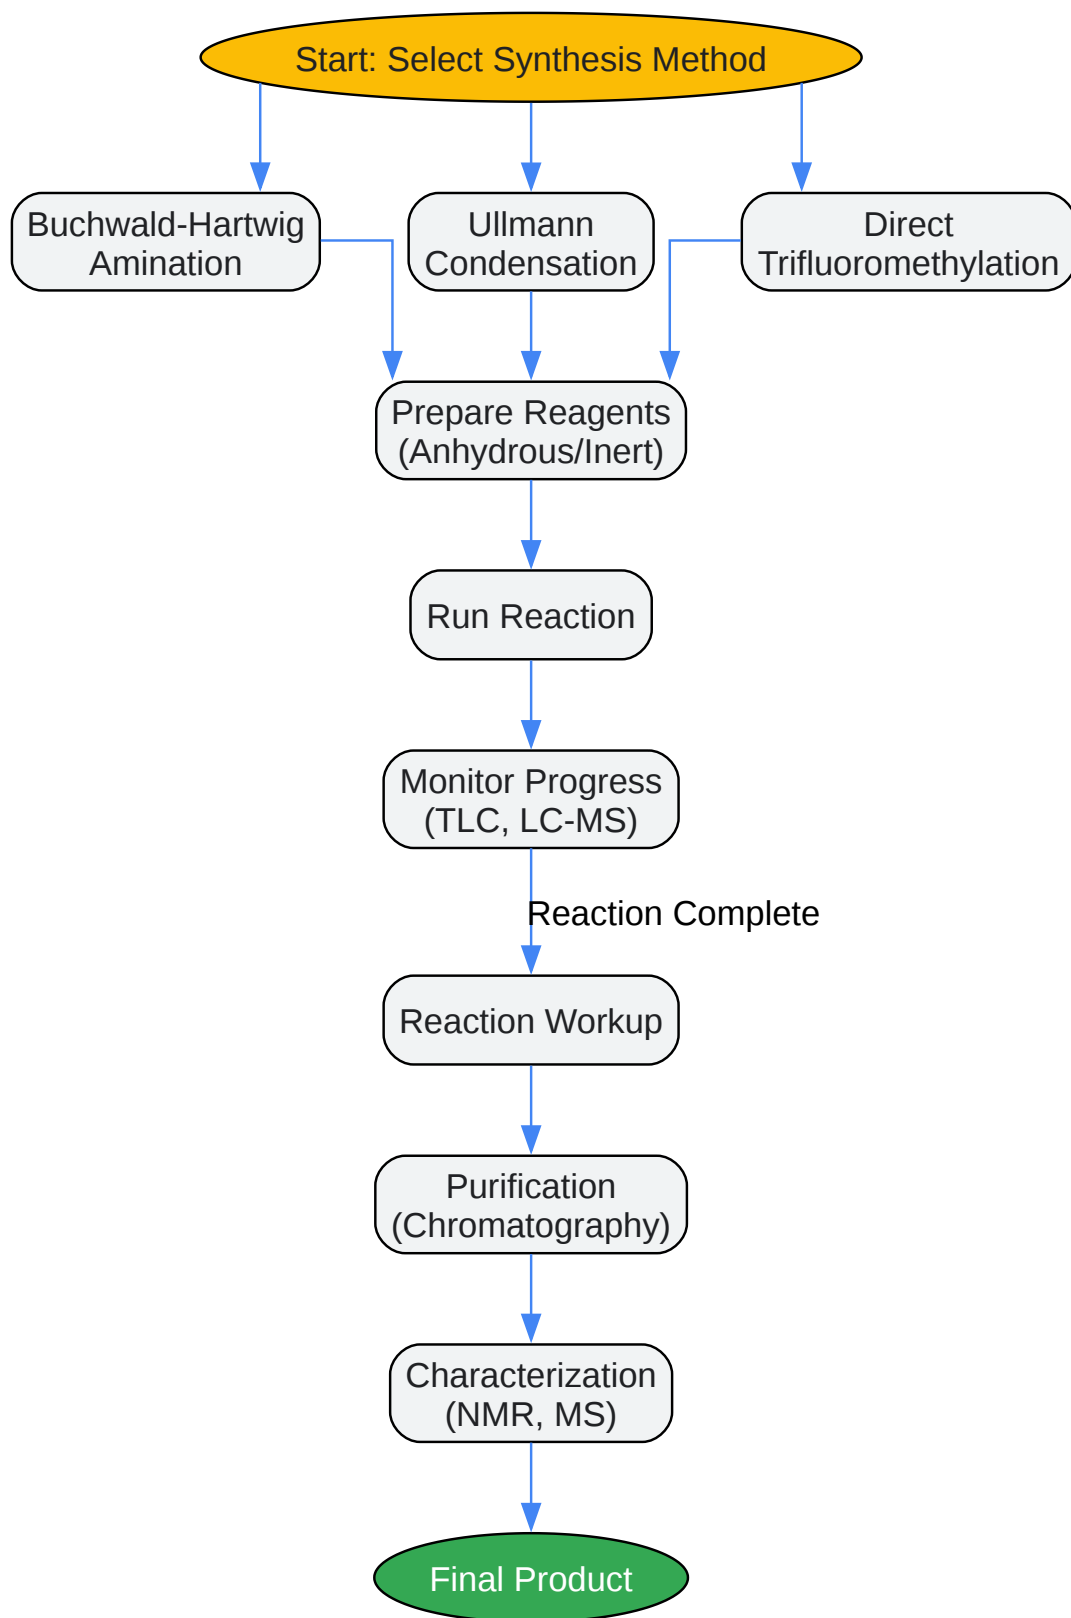 Start: Select Synthesis Method
Buchwald-Hartwig
Amination
Ullmann
Condensation
Direct
Trifluoromethylation
Prepare Reagents
(Anhydrous/Inert)
Run Reaction
Monitor Progress
(TLC, LC-MS)
Reaction Complete
Reaction Workup
Purification
(Chromatography)
Characterization
(NMR, MS)
Final Product